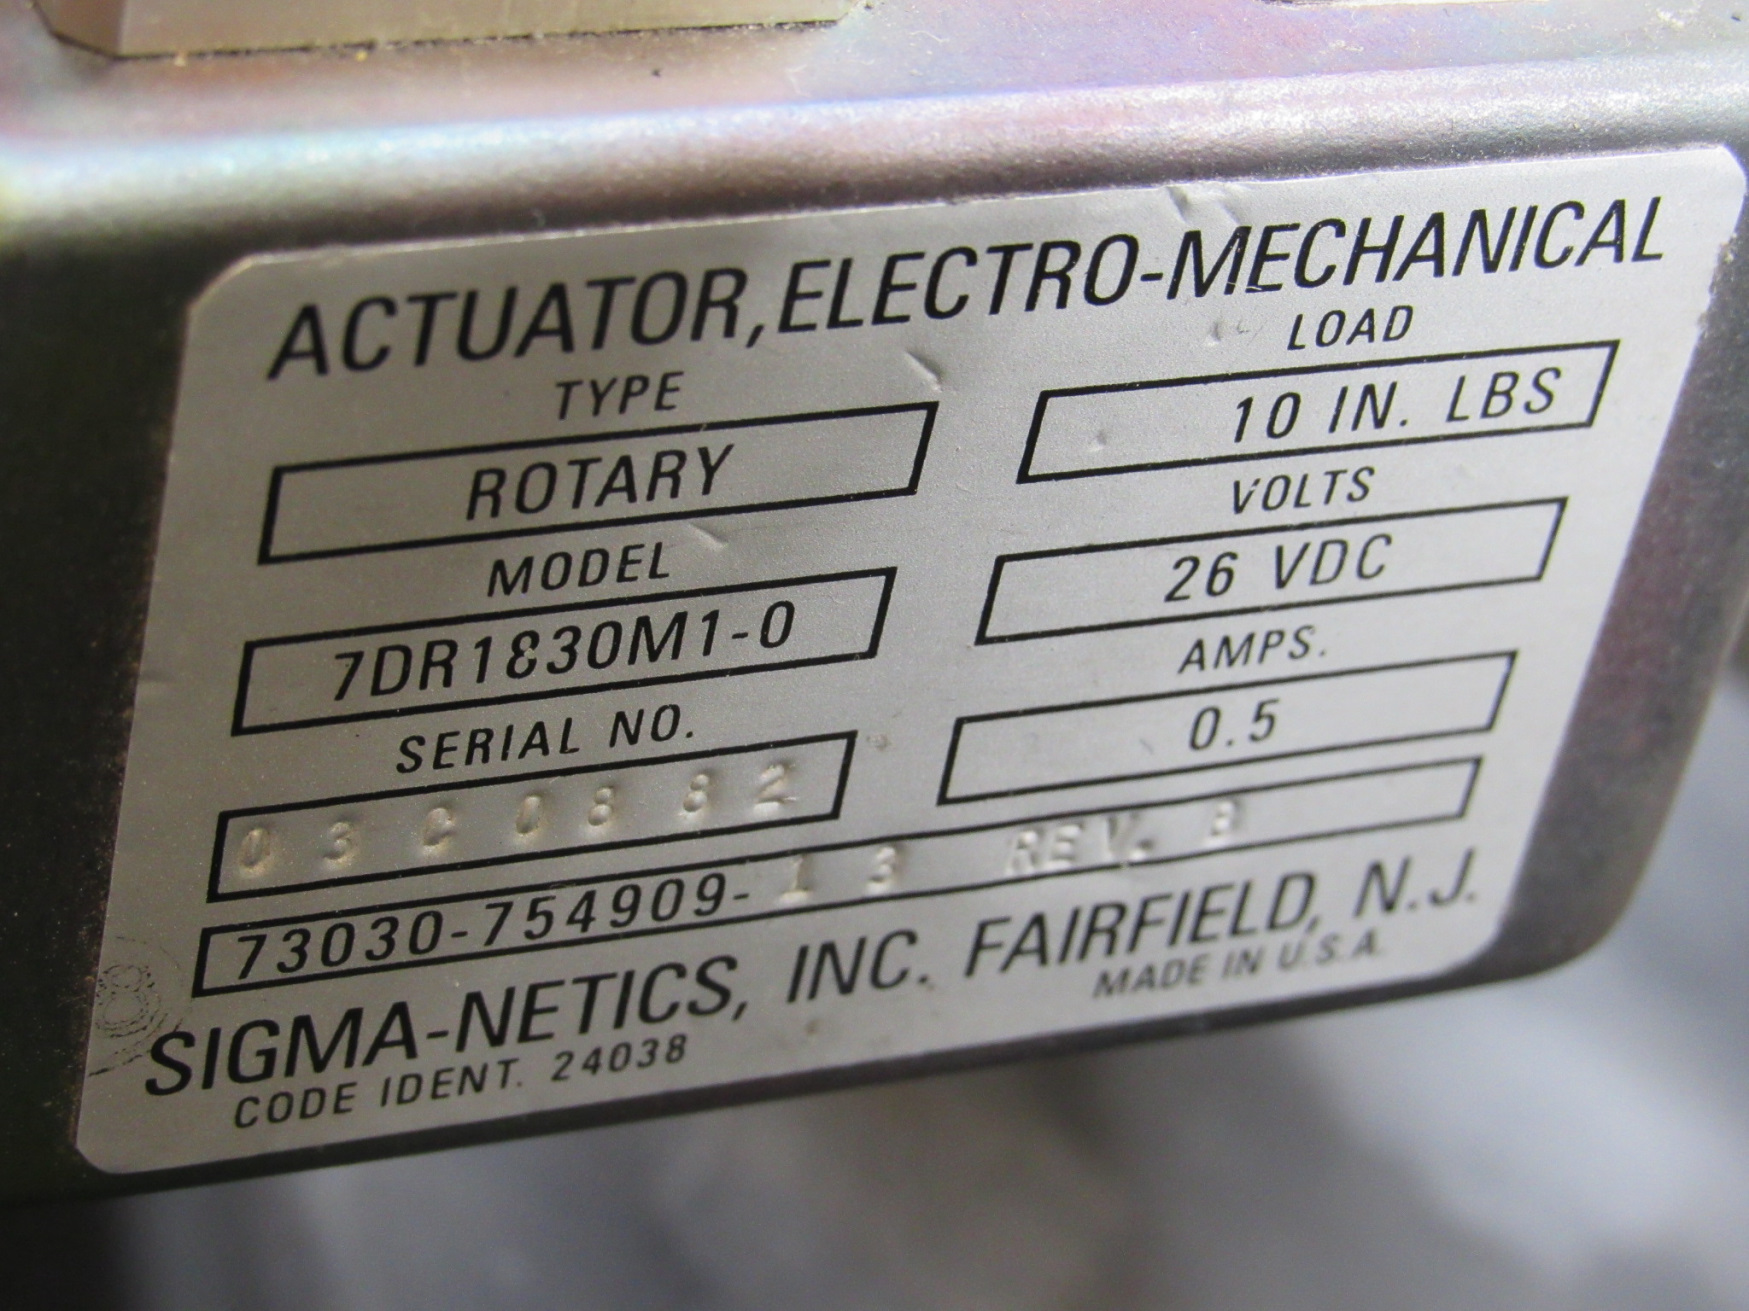 ACTUATOR, ELECTRO-MECHANICAL
TYPE
ROTARY
LOAD
10 IN. LBS
MODEL
7DR1830M1-0
VOLTS
26 VDC
SERIAL NO.
03C0882
AMPS.
0.5
73030-754909-13 REV. B
SIGMA-NETICS, INC. FAIRFIELD, N.J.
CODE IDENT. 24038
MADE IN U.S.A.